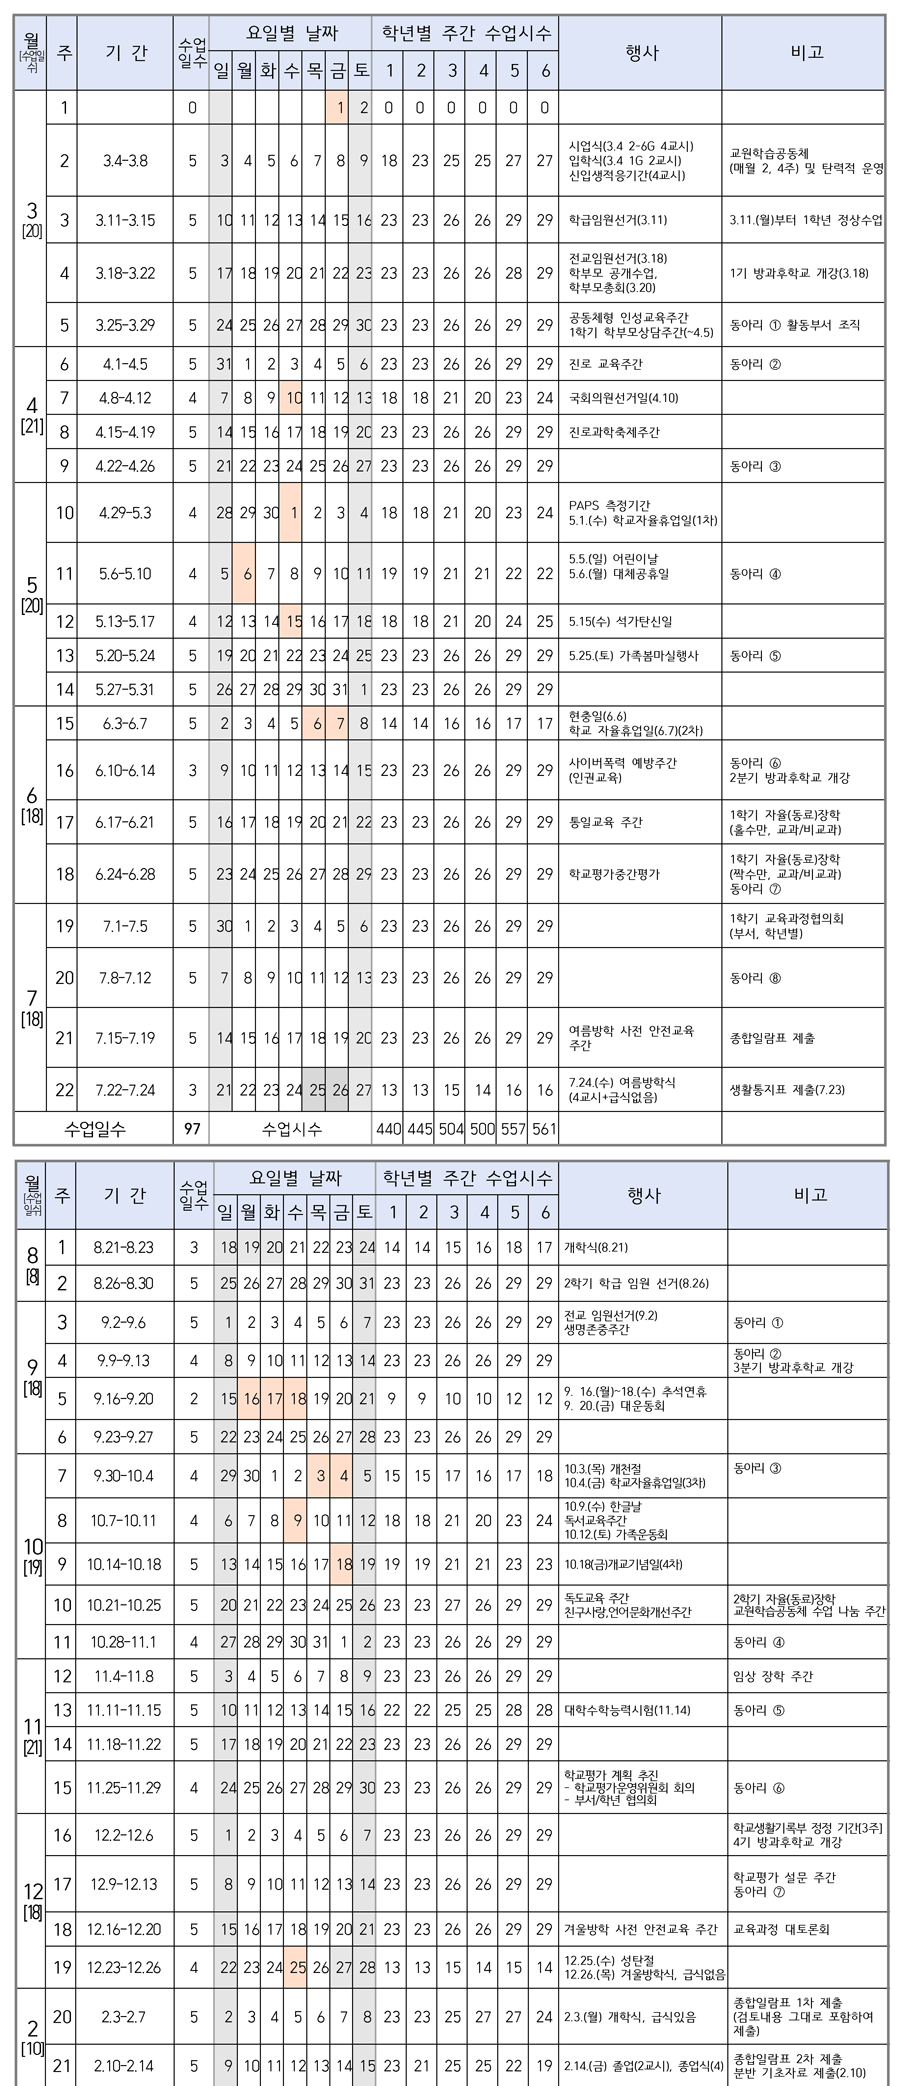 월 주 기 간 수업 요일별 날짜 학년별 주간 수업시수 행사 비고
[수업일수] 일수 일 월 화 수 목 금 토 1 2 3 4 5 6
1 0 1 2 0 0 0 0 0 0
3
[20]
2 3.4-3.8 5 3 4 5 6 7 8 9 18 23 25 25 27 27
시업식(3.4 2-6G 4교시)
입학식(3.4 1G 2교시)
신입생적응기간(4교시)
교원학습공동체
(매월 2, 4주) 및 탄력적 운영
3 3.11-3.15 5 10 11 12 13 14 15 16 23 23 26 26 29 29 학급임원선거(3.11) 3.11.(월)부터 1학년 정상수업
4 3.18-3.22 5 17 18 19 20 21 22 23 23 23 26 26 28 29
전교임원선거(3.18)
학부모 공개수업,
학부모총회(3.20)
1기 방과후학교 개강(3.18)
5 3.25-3.29 5 24 25 26 27 28 29 30 23 23 26 26 29 29
공동체형 인성교육주간
1학기 학부모상담주간(~4.5)
동아리 ① 활동부서 조직
4
[21]
6 4.1-4.5 5 31 1 2 3 4 5 6 23 23 26 26 29 29 진로 교육주간 동아리 ②
7 4.8-4.12 4 7 8 9 10 11 12 13 18 18 21 20 23 24 국회의원선거일(4.10)
8 4.15-4.19 5 14 15 16 17 18 19 20 23 23 26 26 29 29 진로과학축제주간
9 4.22-4.26 5 21 22 23 24 25 26 27 23 23 26 26 29 29 동아리 ③
5
[20]
10 4.29-5.3 4 28 29 30 1 2 3 4 18 18 21 20 23 24
PAPS 측정기간
5.1.(수) 학교자율휴업일(1차)
11 5.6-5.10 4 5 6 7 8 9 10 11 19 19 21 21 22 22
5.5.(일) 어린이날
5.6.(월) 대체공휴일
동아리 ④
12 5.13-5.17 4 12 13 14 15 16 17 18 18 18 21 20 24 25 5.15(수) 석가탄신일
13 5.20-5.24 5 19 20 21 22 23 24 25 23 23 26 26 29 29 5.25.(토) 가족봄마실행사 동아리 ⑤
14 5.27-5.31 5 26 27 28 29 30 31 1 23 23 26 26 29 29
6
[18]
15 6.3-6.7 5 2 3 4 5 6 7 8 14 14 16 16 17 17
현충일(6.6)
학교 자율휴업일(6.7)(2차)
16 6.10-6.14 3 9 10 11 12 13 14 15 23 23 26 26 29 29
사이버폭력 예방주간
(인권교육)
동아리 ⑥
2분기 방과후학교 개강
17 6.17-6.21 5 16 17 18 19 20 21 22 23 23 26 26 29 29 통일교육 주간
1학기 자율(동료)장학
(홀수만, 교과/비교과)
18 6.24-6.28 5 23 24 25 26 27 28 29 23 23 26 26 29 29 학교평가중간평가
1학기 자율(동료)장학
(짝수만, 교과/비교과)
동아리 ⑦
7
[18]
19 7.1-7.5 5 30 1 2 3 4 5 6 23 23 26 26 29 29
1학기 교육과정협의회
(부서, 학년별)
20 7.8-7.12 5 7 8 9 10 11 12 13 23 23 26 26 29 29 동아리 ⑧
21 7.15-7.19 5 14 15 16 17 18 19 20 23 23 26 26 29 29
여름방학 사전 안전교육
주간
종합일람표 제출
22 7.22-7.24 3 21 22 23 24 25 26 27 13 13 15 14 16 16
7.24.(수) 여름방학식
(4교시+급식없음)
생활통지표 제출(7.23)
수업일수 97 수업시수 440 445 504 500 557 561
월 주 기 간 수업 요일별 날짜 학년별 주간 수업시수 행사 비고
[수업일수] 일수 일 월 화 수 목 금 토 1 2 3 4 5 6
8
[8]
1 8.21-8.23 3 18 19 20 21 22 23 24 14 14 15 16 18 17 개학식(8.21)
2 8.26-8.30 5 25 26 27 28 29 30 31 23 23 26 26 29 29 2학기 학급 임원 선거(8.26)
9
[18]
3 9.2-9.6 5 1 2 3 4 5 6 7 23 23 26 26 29 29
전교 임원선거(9.2)
생명존중주간
동아리 ①
4 9.9-9.13 4 8 9 10 11 12 13 14 23 23 26 26 29 29
동아리 ②
3분기 방과후학교 개강
5 9.16-9.20 2 15 16 17 18 19 20 21 9 9 10 10 12 12
9. 16.(월)~18.(수) 추석연휴
9. 20.(금) 대운동회
6 9.23-9.27 5 22 23 24 25 26 27 28 23 23 26 26 29 29
10
[19]
7 9.30-10.4 4 29 30 1 2 3 4 5 15 15 17 16 17 18
10.3.(목) 개천절
10.4.(금) 학교자율휴업일(3차)
동아리 ③
8 10.7-10.11 4 6 7 8 9 10 11 12 18 18 21 20 23 24
10.9.(수) 한글날
독서교육주간
10.12.(토) 가족운동회
9 10.14-10.18 5 13 14 15 16 17 18 19 19 19 21 21 23 23 10.18(금)개교기념일(4차)
10 10.21-10.25 5 20 21 22 23 24 25 26 23 23 27 26 29 29
독도교육 주간
친구사랑,언어문화개선주간
2학기 자율(동료)장학
교원학습공동체 수업 나눔 주간
11 10.28-11.1 4 27 28 29 30 31 1 2 23 23 26 26 29 29 동아리 ④
11
[21]
12 11.4-11.8 5 3 4 5 6 7 8 9 23 23 26 26 29 29 임상 장학 주간
13 11.11-11.15 5 10 11 12 13 14 15 16 22 22 25 25 28 28 대학수학능력시험(11.14) 동아리 ⑤
14 11.18-11.22 5 17 18 19 20 21 22 23 23 23 26 26 29 29
15 11.25-11.29 4 24 25 26 27 28 29 30 23 23 26 26 29 29
학교평가 계획 추진
- 학교평가운영위원회 회의
- 부서/학년 협의회
동아리 ⑥
12
[18]
16 12.2-12.6 5 1 2 3 4 5 6 7 23 23 26 26 29 29
학교생활기록부 정정 기간[3주]
4기 방과후학교 개강
17 12.9-12.13 5 8 9 10 11 12 13 14 23 23 26 26 29 29
학교평가 설문 주간
동아리 ⑦
18 12.16-12.20 5 15 16 17 18 19 20 21 23 23 26 26 29 29 겨울방학 사전 안전교육 주간 교육과정 대토론회
19 12.23-12.26 4 22 23 24 25 26 27 28 13 13 15 14 15 14
12.25.(수) 성탄절
12.26.(목) 겨울방학식, 급식없음
2
[10]
20 2.3-2.7 5 2 3 4 5 6 7 8 23 23 25 27 27 24 2.3.(월) 개학식, 급식있음
종합일람표 1차 제출
(검토내용 그대로 포함하여
제출)
21 2.10-2.14 5 9 10 11 12 13 14 15 23 21 25 25 22 19 2.14.(금) 졸업(2교시), 종업식(4)
종합일람표 2차 제출
분반 기초자료 제출(2.10)